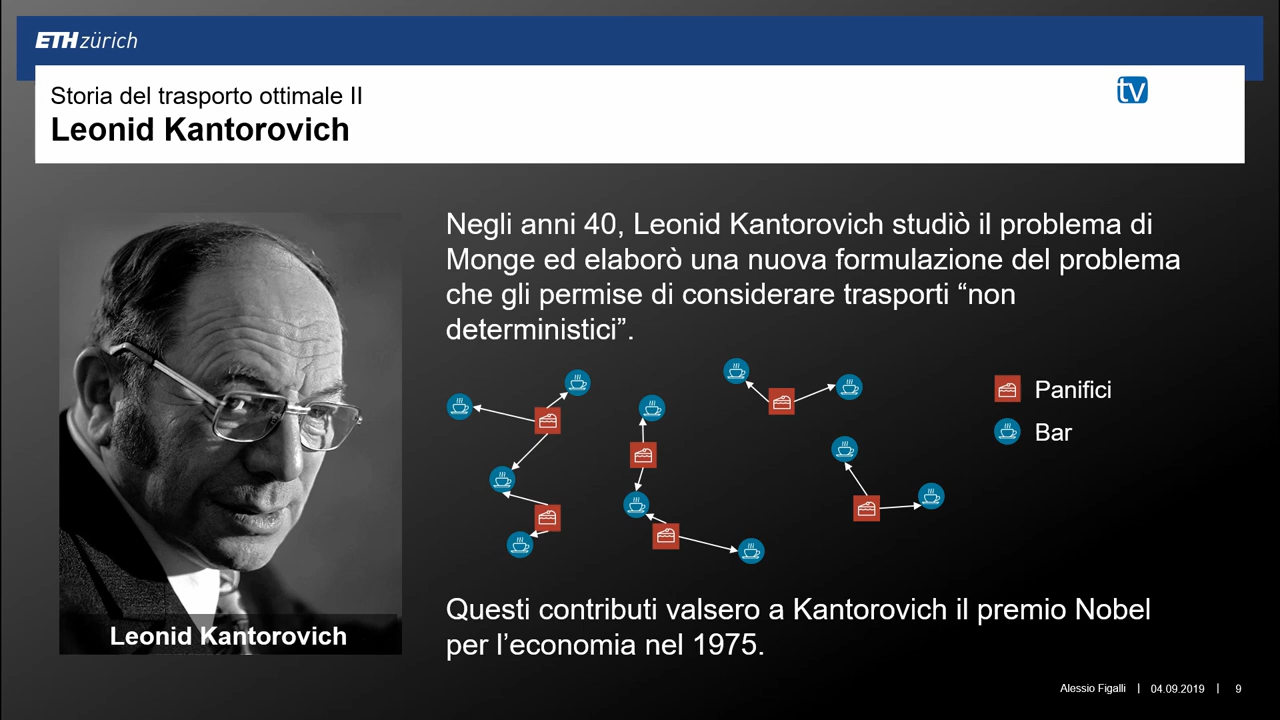 ETH zürich
Storia del trasporto ottimale II
tv
Leonid Kantorovich
Negli anni 40, Leonid Kantorovich studiò il problema di
Monge ed elaborò una nuova formulazione del problema
che gli permise di considerare trasporti “non
deterministici”.
Panifici
Bar
Leonid Kantorovich
Questi contributi valsero a Kantorovich il premio Nobel
per l’economia nel 1975.
Alessio Figalli | 04.09.2019 | 9